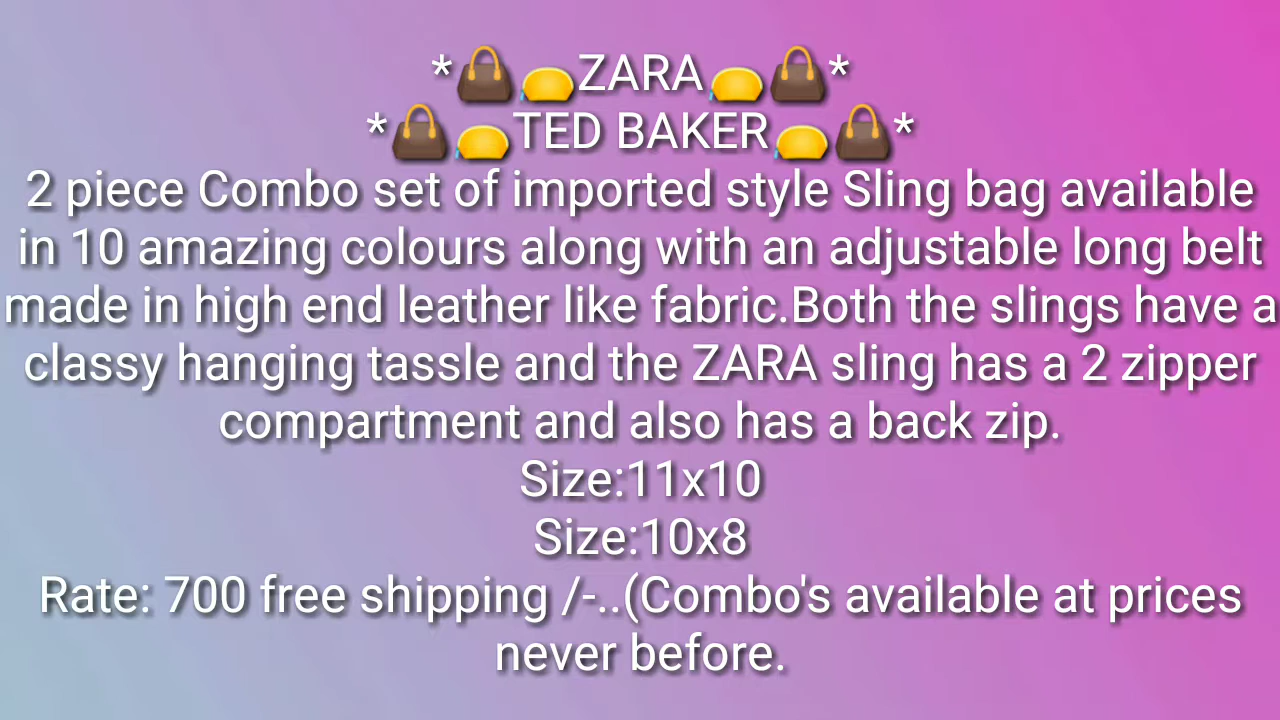 *👜👝ZARA👝👜*
*👜👝TED BAKER👝👜*
2 piece Combo set of imported style Sling bag available
in 10 amazing colours along with an adjustable long belt
made in high end leather like fabric.Both the slings have a
classy hanging tassle and the ZARA sling has a 2 zipper
compartment and also has a back zip.
Size:11x10
Size:10x8
Rate: 700 free shipping /-..(Combo's available at prices
never before.